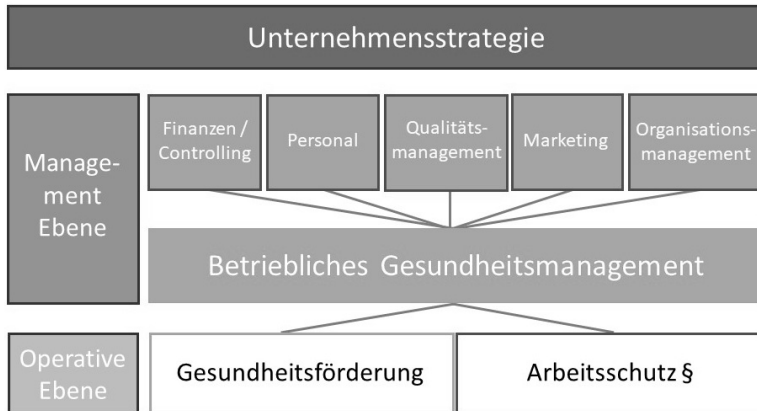 Unternehmensstrategie
Manage-
ment
Ebene
Finanzen /
Controlling
Personal
Qualitäts-
management
Marketing
Organisations-
management
Betriebliches Gesundheitsmanagement
Operative
Ebene
Gesundheitsförderung
Arbeitsschutz §